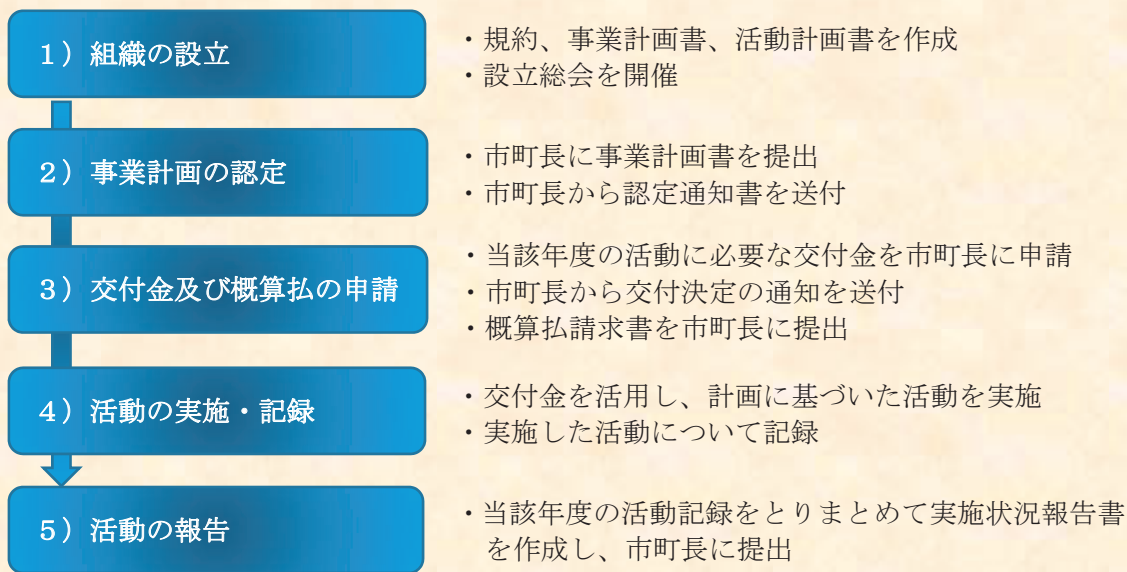 １）組織の設立
・規約、事業計画書、活動計画書を作成
・設立総会を開催
２）事業計画の認定
・市町長に事業計画書を提出
・市町長から認定通知書を送付
３）交付金及び概算払の申請
・当該年度の活動に必要な交付金を市町長に申請
・市町長から交付決定の通知を送付
・概算払請求書を市町長に提出
４）活動の実施・記録
・交付金を活用し、計画に基づいた活動を実施
・実施した活動について記録
５）活動の報告
・当該年度の活動記録をとりまとめて実施状況報告書
を作成し、市町長に提出